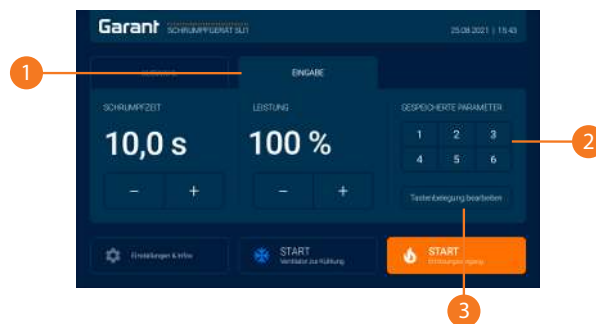 Garant SCHRUMPFGERÄT SU1
25.08.2021 | 15:43
1
EINGABE
SCHRUMPFZEIT
LEISTUNG
GESPEICHERTE PARAMETER
10,0 s
100 %
1 2 3
4 5 6
2
- +
- +
Tastenbelegung bearbeiten
Einstellungen & Infos
START
Ventilator zur Kühlung
START
3